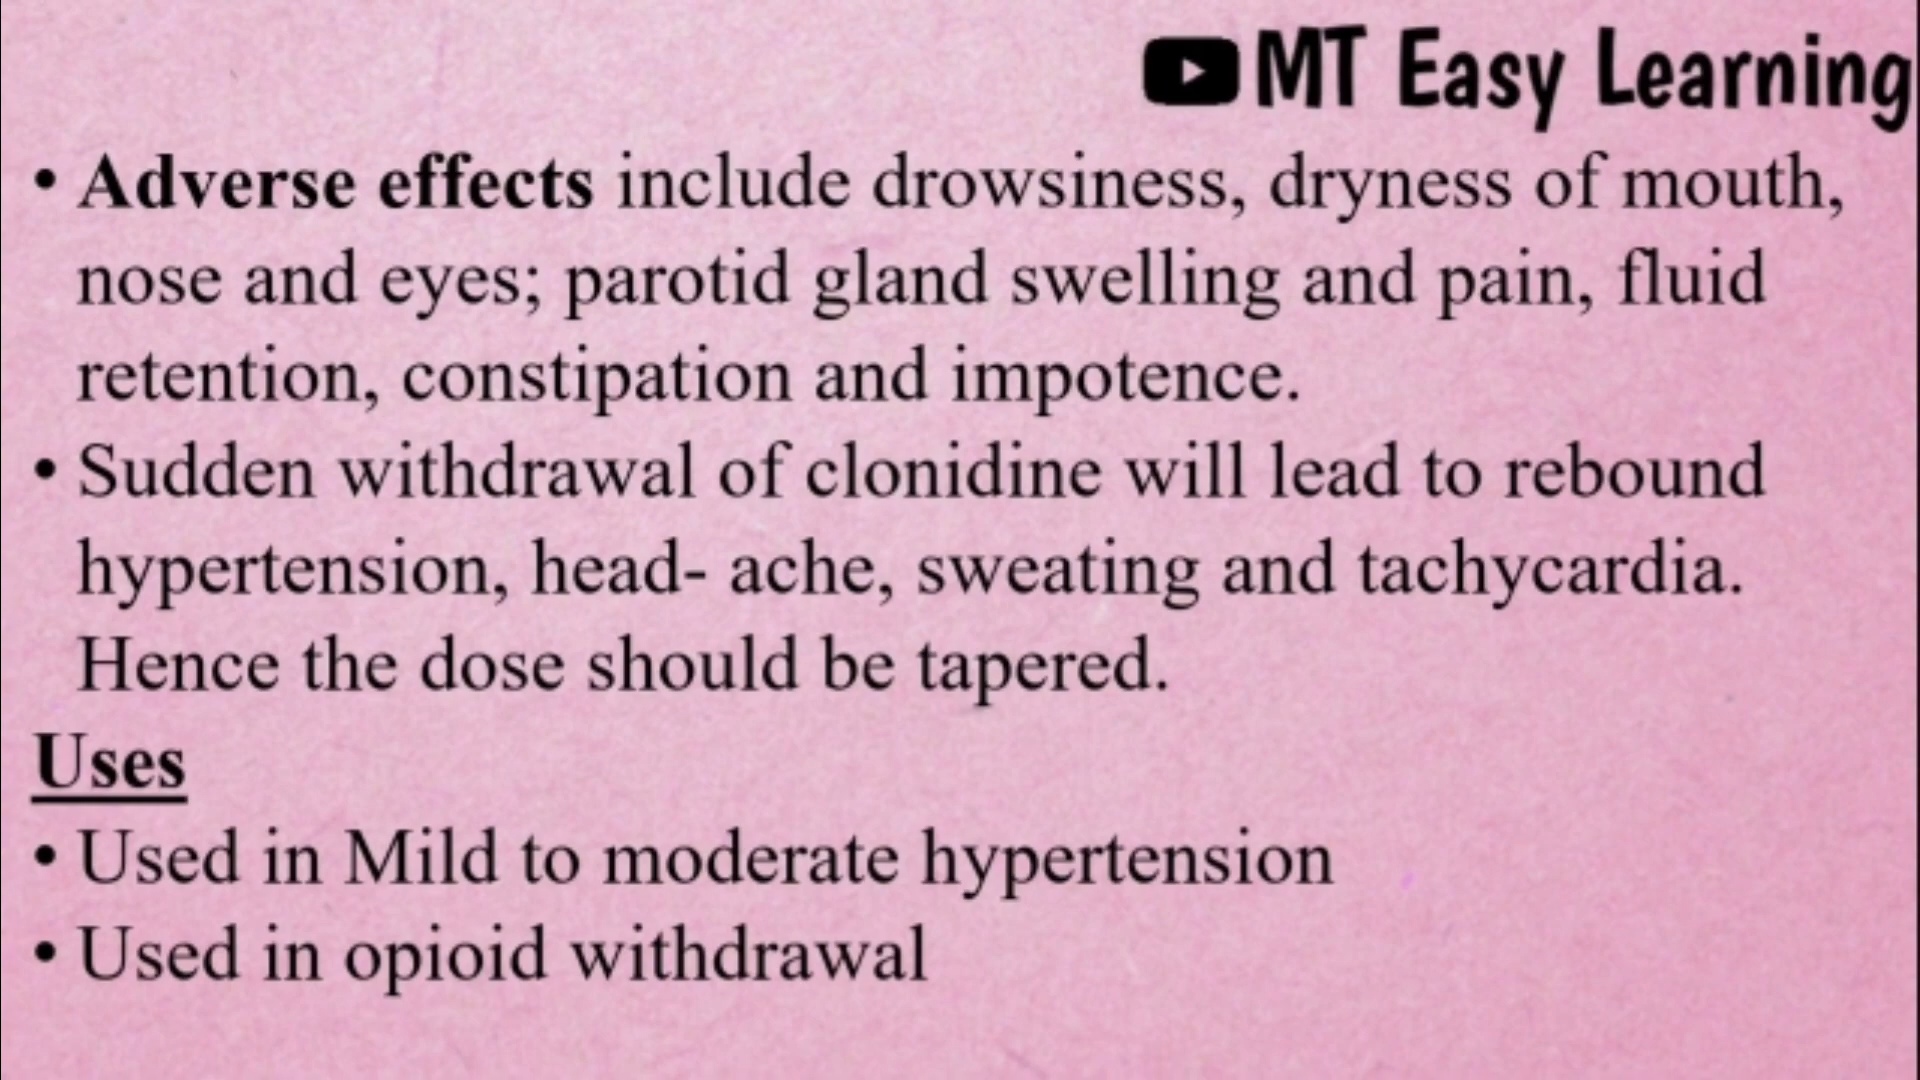 MT Easy Learning
• Adverse effects include drowsiness, dryness of mouth,
nose and eyes; parotid gland swelling and pain, fluid
retention, constipation and impotence.
• Sudden withdrawal of clonidine will lead to rebound
hypertension, head- ache, sweating and tachycardia.
Hence the dose should be tapered.
Uses
• Used in Mild to moderate hypertension
• Used in opioid withdrawal